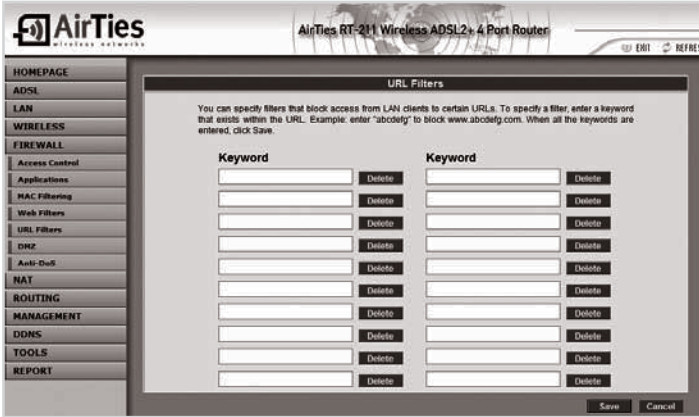 AirTies
wireless networks
AirTies RT-211 Wireless ADSL2+ 4 Port Router
EXIT
REFRES
HOMEPAGE
ADSL
LAN
WIRELESS
FIREWALL
Access Control
Applications
MAC Filtering
Web Filters
URL Filters
DMZ
Anti-DoS
NAT
ROUTING
MANAGEMENT
DDNS
TOOLS
REPORT
URL Filters
You can specify filters that block access from LAN clients to certain URLs. To specify a filter, enter a keyword
that exists within the URL. Example: enter "abcdefg" to block www.abcdefg.com. When all the keywords are
entered, click Save.
Keyword Keyword
Delete Delete
Delete Delete
Delete Delete
Delete Delete
Delete Delete
Delete Delete
Delete Delete
Delete Delete
Delete Delete
Delete Delete
Save Cancel